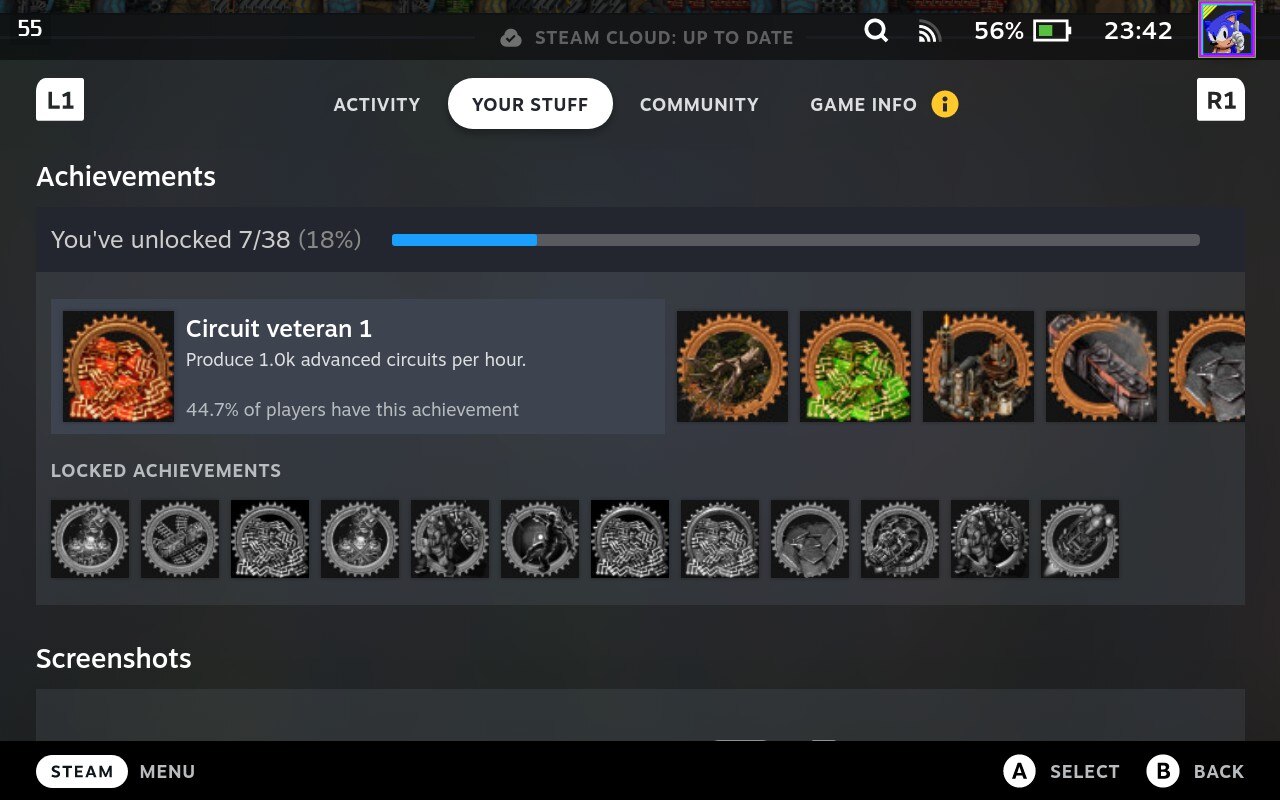 55
STEAM CLOUD: UP TO DATE
56%
23:42
L1
ACTIVITY
YOUR STUFF
COMMUNITY
GAME INFO
R1
Achievements
You've unlocked 7/38 (18%)
Circuit veteran 1
Produce 1.0k advanced circuits per hour.
44.7% of players have this achievement
LOCKED ACHIEVEMENTS
Screenshots
STEAM MENU
A SELECT
B BACK